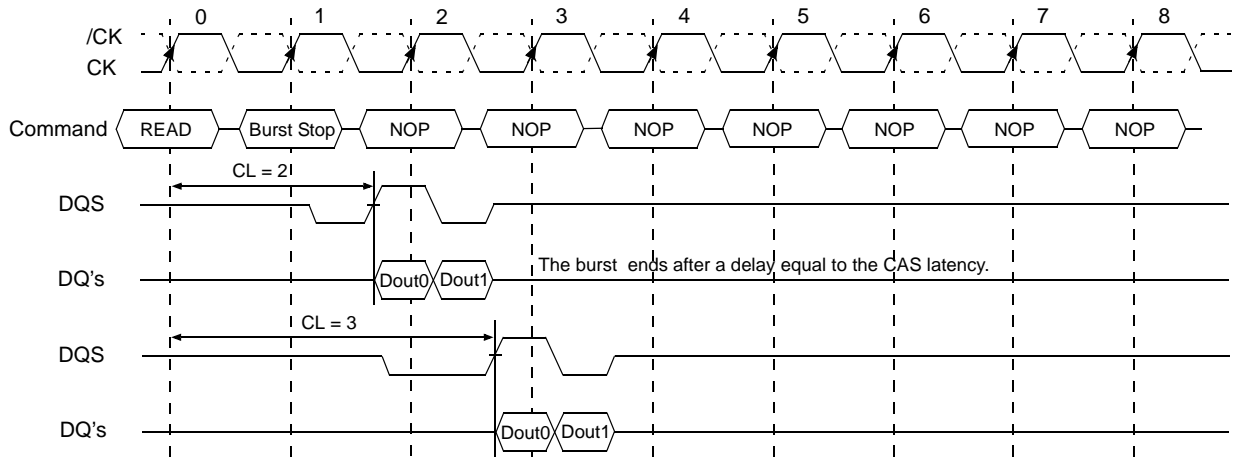 0 1 2 3 4 5 6 7 8
/CK
CK
Command READ Burst Stop NOP NOP NOP NOP NOP NOP NOP
CL = 2
DQS
DQ's Dout0 Dout1 The burst ends after a delay equal to the CAS latency.
CL = 3
DQS
DQ's Dout0 Dout1